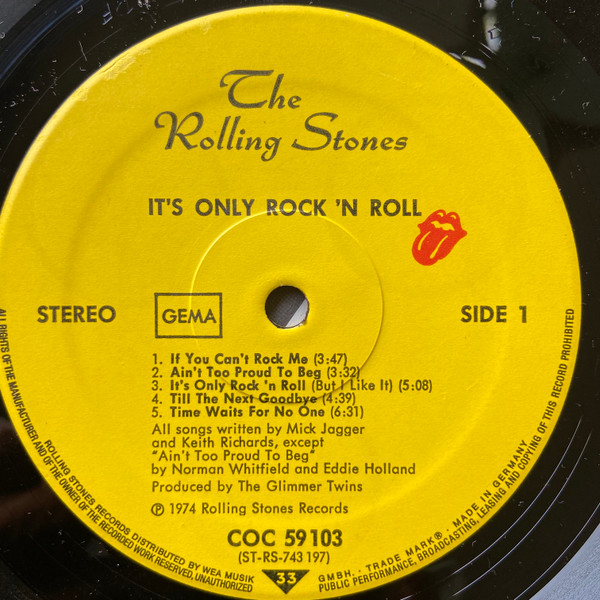 The
Rolling Stones
IT'S ONLY ROCK 'N ROLL
STEREO
GEMA
SIDE 1
1. If You Can't Rock Me (3:47)
2. Ain't Too Proud To Beg (3:32)
3. It's Only Rock 'n Roll (But I Like It) (5:08)
4. Till The Next Goodbye (4:39)
5. Time Waits For No One (6:31)
All songs written by Mick Jagger
and Keith Richards, except
"Ain't Too Proud To Beg"
by Norman Whitfield and Eddie Holland
Produced by The Glimmer Twins
Ⓟ 1974 Rolling Stones Records
COC 59103
(ST-RS-743197)
33
ROLLING STONES RECORDS DISTRIBUTED BY WEA MUSIK GMBH. · TRADE MARK® · MADE IN GERMANY
ALL RIGHTS OF THE MANUFACTURER AND OF THE OWNER OF THE RECORDED WORK RESERVED, UNAUTHORIZED PUBLIC PERFORMANCE, BROADCASTING, LEASING AND COPYING OF THIS RECORD PROHIBITED